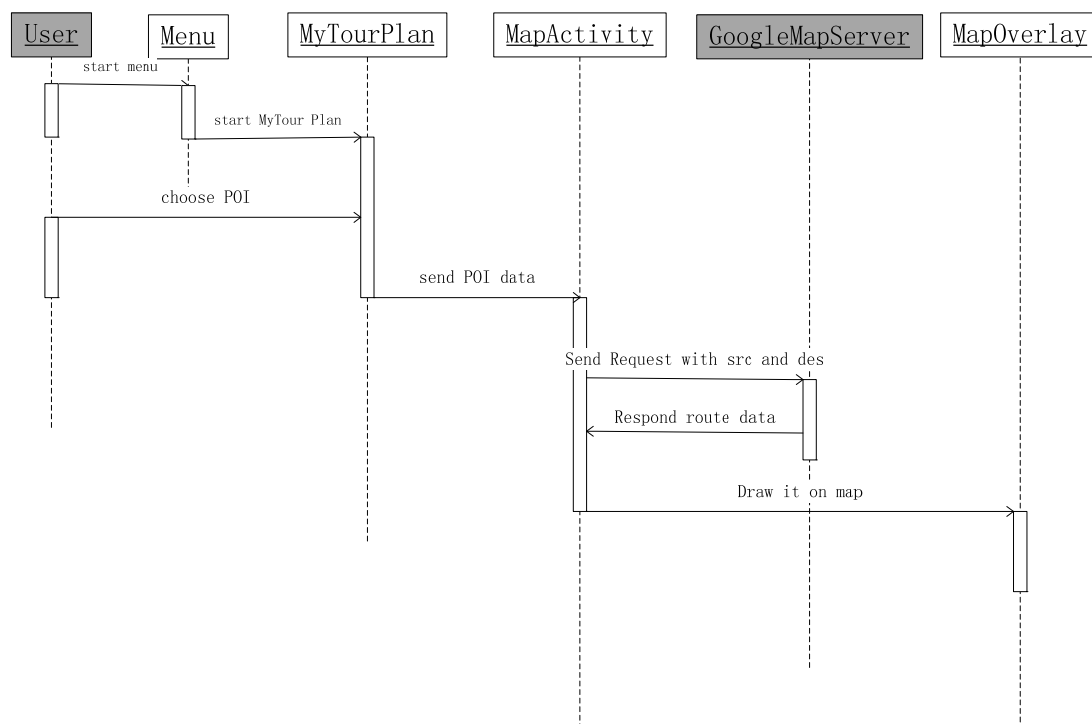 User
Menu
MyTourPlan
MapActivity
GoogleMapServer
MapOverlay
start menu
start MyTour Plan
choose POI
send POI data
Send Request with src and des
Respond route data
Draw it on map